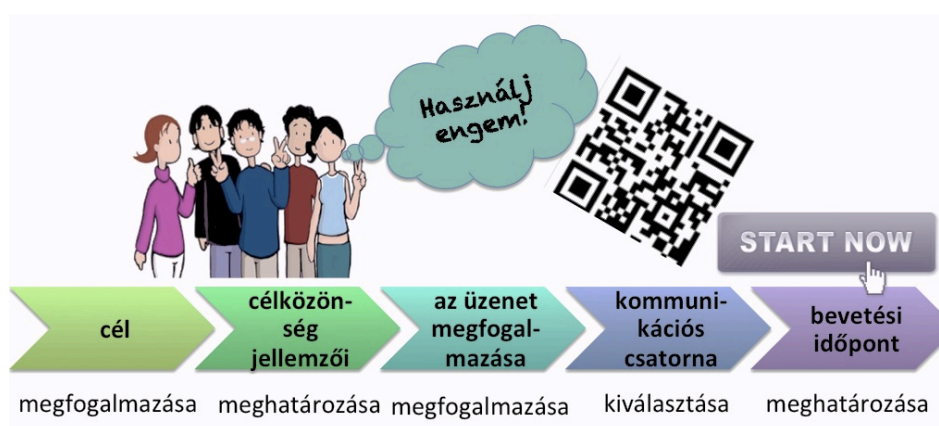 Használj
engem!
START NOW
cél
célközön-
ség
jellemzői
az üzenet
megfogal-
mazása
kommuni-
kációs
csatorna
bevetési
időpont
megfogalmazása
meghatározása
megfogalmazása
kiválasztása
meghatározása